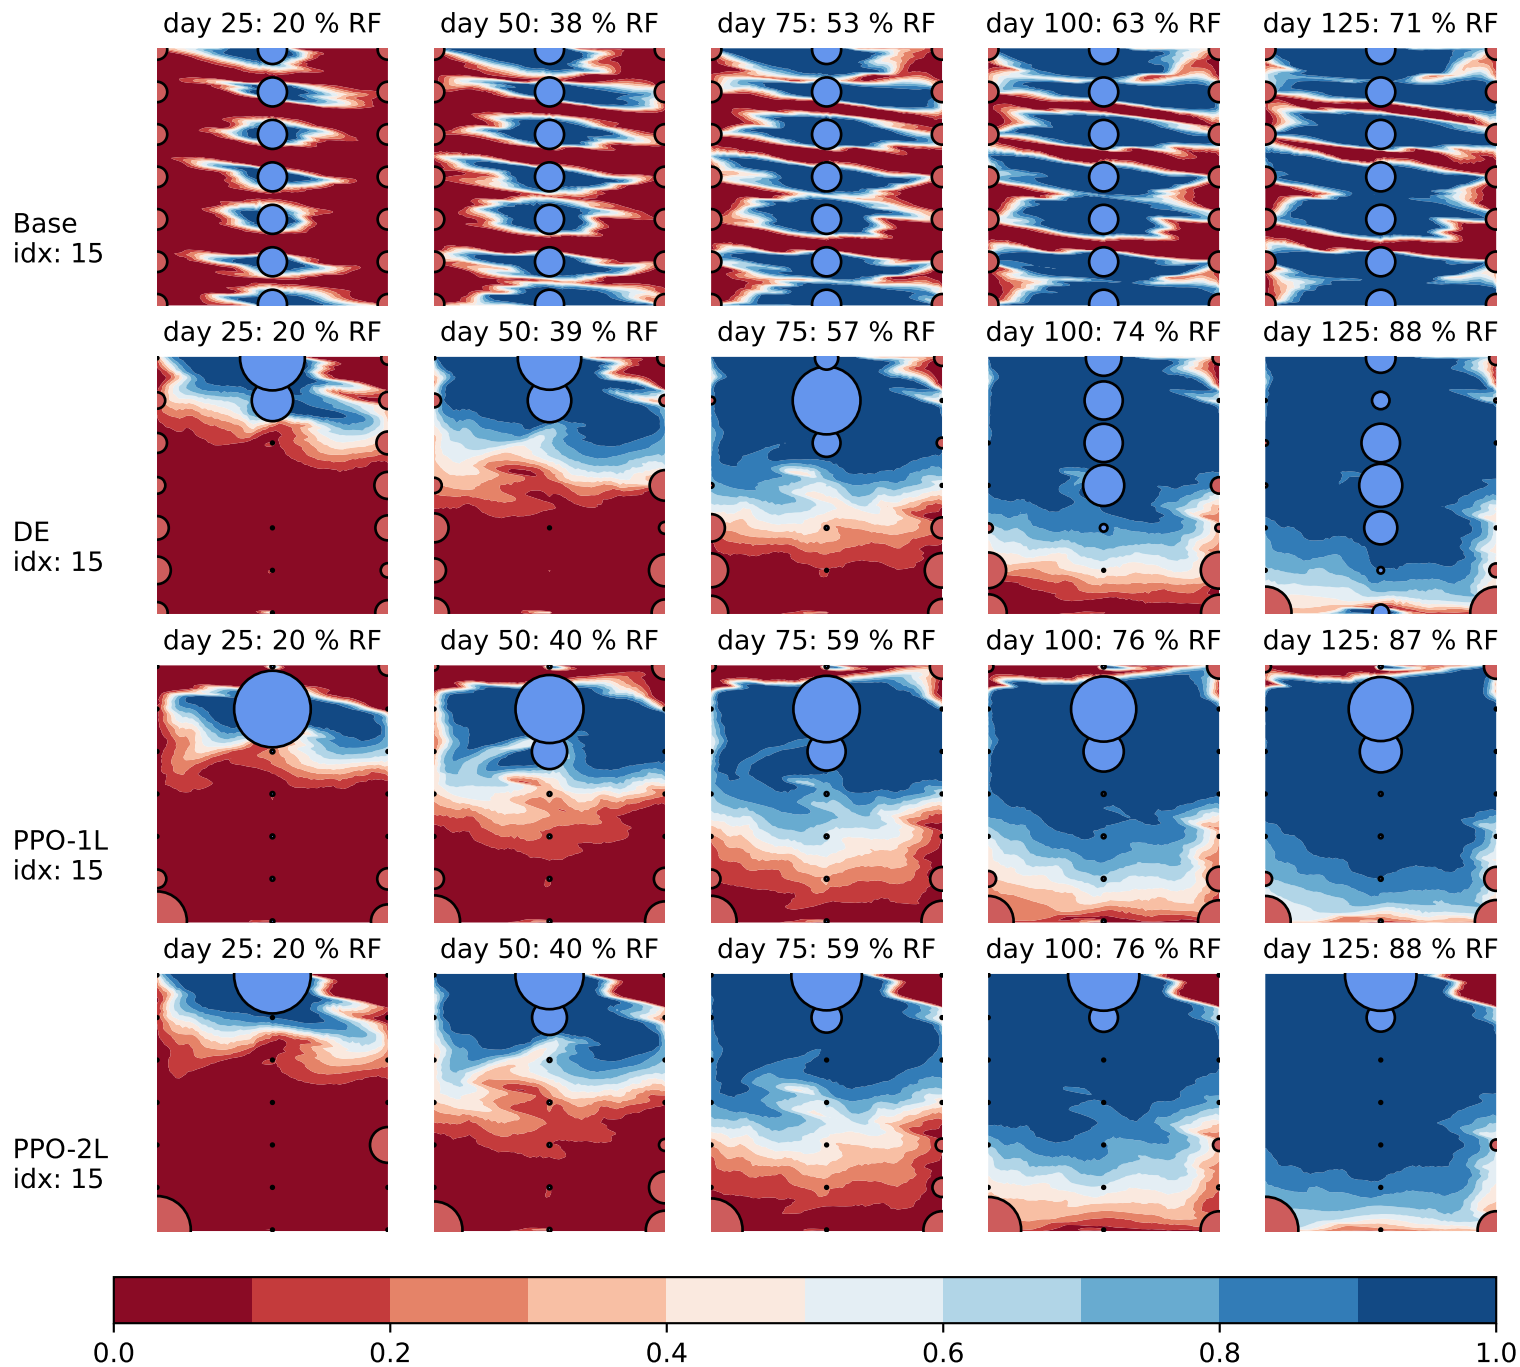 day 25: 20 % RF
day 50: 38 % RF
day 75: 53 % RF
day 100: 63 % RF
day 125: 71 % RF
Base
idx: 15
day 25: 20 % RF
day 50: 39 % RF
day 75: 57 % RF
day 100: 74 % RF
day 125: 88 % RF
DE
idx: 15
day 25: 20 % RF
day 50: 40 % RF
day 75: 59 % RF
day 100: 76 % RF
day 125: 87 % RF
PPO-1L
idx: 15
day 25: 20 % RF
day 50: 40 % RF
day 75: 59 % RF
day 100: 76 % RF
day 125: 88 % RF
PPO-2L
idx: 15
0.0
0.2
0.4
0.6
0.8
1.0